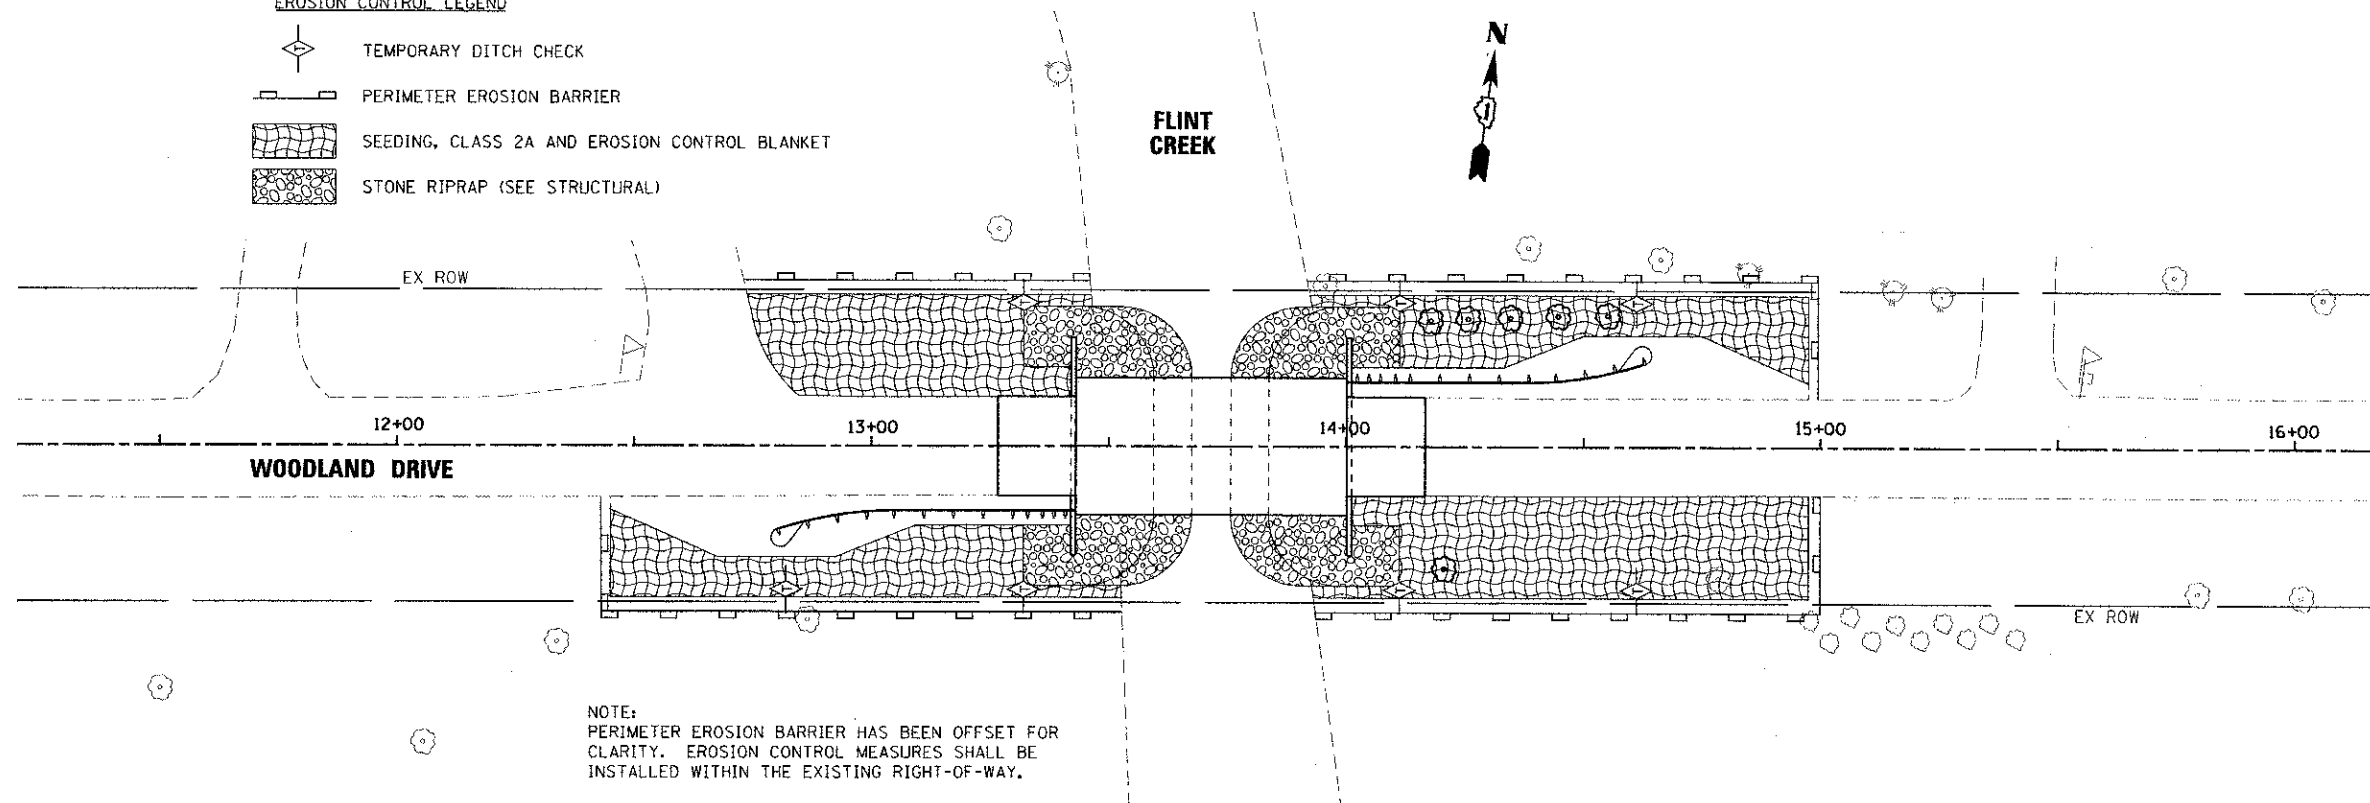 EROSION CONTROL LEGEND
TEMPORARY DITCH CHECK
PERIMETER EROSION BARRIER
SEEDING, CLASS 2A AND EROSION CONTROL BLANKET
STONE RIPRAP (SEE STRUCTURAL)
N
FLINT
CREEK
EX ROW
12+00
13+00
14+00
15+00
16+00
WOODLAND DRIVE
EX ROW
NOTE:
PERIMETER EROSION BARRIER HAS BEEN OFFSET FOR
CLARITY. EROSION CONTROL MEASURES SHALL BE
INSTALLED WITHIN THE EXISTING RIGHT-OF-WAY.